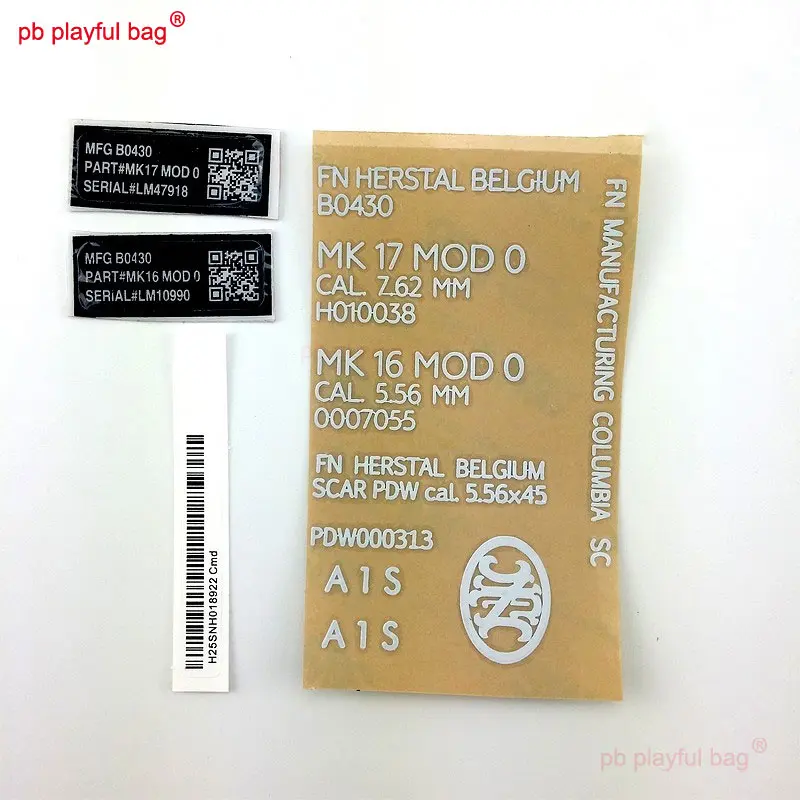 pb playful bag®
MFG B0430
PART#MK17 MOD 0
SERIAL#LM47918
MFG B0430
PART#MK16 MOD 0
SERIAL#LM10990
H25SNH018922 Cmd
FN HERSTAL BELGIUM
B0430
MK 17 MOD 0
CAL. 7.62 MM
H010038
MK 16 MOD 0
CAL. 5.56 MM
0007055
FN HERSTAL BELGIUM
SCAR PDW cal. 5.56x45
PDW000313
A1S
A1S
FN MANUFACTURING COLUMBIA SC
pb playful bag®